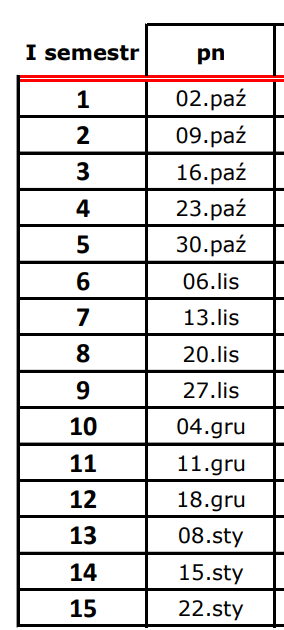 I semestr pn
1 02.paź
2 09.paź
3 16.paź
4 23.paź
5 30.paź
6 06.lis
7 13.lis
8 20.lis
9 27.lis
10 04.gru
11 11.gru
12 18.gru
13 08.sty
14 15.sty
15 22.sty